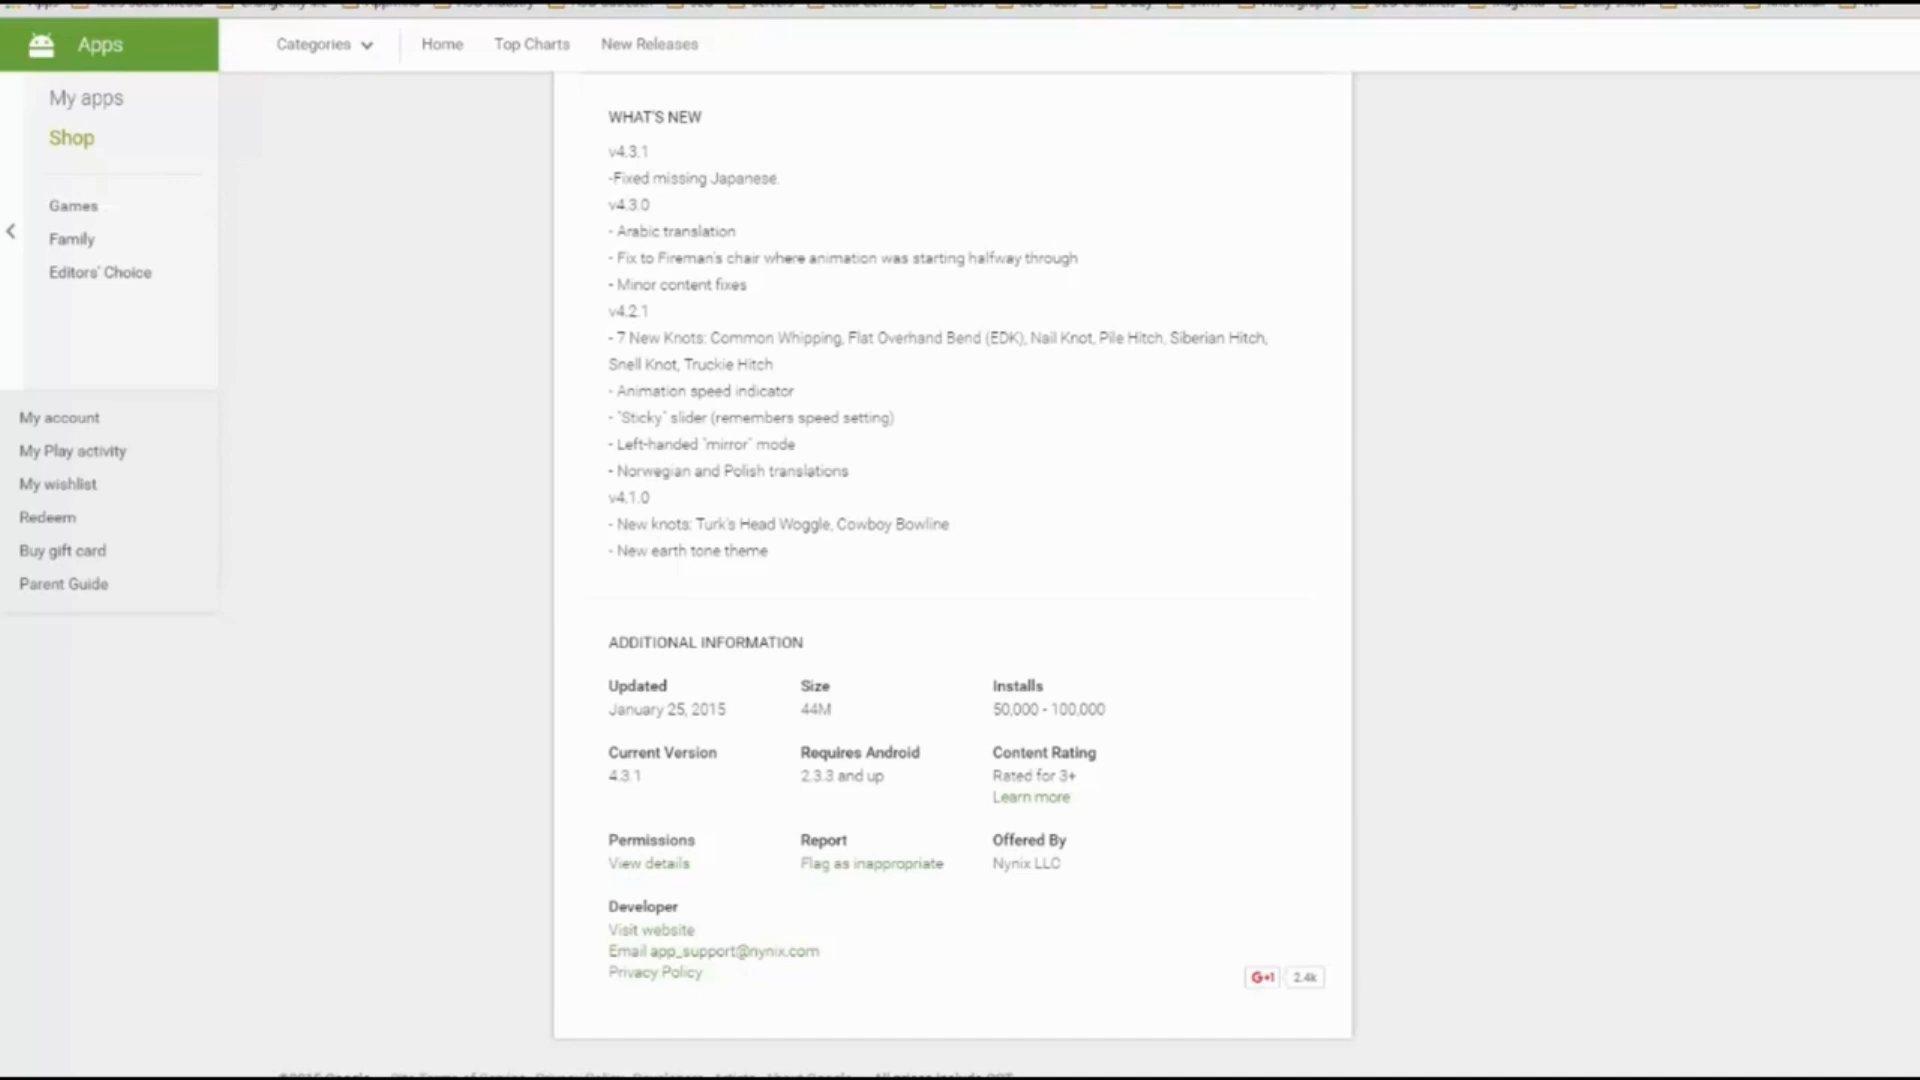 Apps
Categories
Home
Top Charts
New Releases
My apps
Shop
Games
Family
Editors' Choice
My account
My Play activity
My wishlist
Redeem
Buy gift card
Parent Guide
WHAT'S NEW
v4.3.1
-Fixed missing Japanese.
v4.3.0
- Arabic translation
- Fix to Fireman's chair where animation was starting halfway through
- Minor content fixes
v4.2.1
- 7 New Knots: Common Whipping, Flat Overhand Bend (EDK), Nail Knot, Pile Hitch, Siberian Hitch,
Snell Knot, Truckie Hitch
- Animation speed indicator
- "Sticky" slider (remembers speed setting)
- Left-handed "mirror" mode
- Norwegian and Polish translations
v4.1.0
- New knots: Turk's Head Woggle, Cowboy Bowline
- New earth tone theme
ADDITIONAL INFORMATION
Updated
January 25, 2015
Size
44M
Installs
50,000 - 100,000
Current Version
4.3.1
Requires Android
2.3.3 and up
Content Rating
Rated for 3+
Learn more
Permissions
View details
Report
Flag as inappropriate
Offered By
Nynix LLC
Developer
Visit website
Email app_support@nynix.com
Privacy Policy
G+1 2.4k